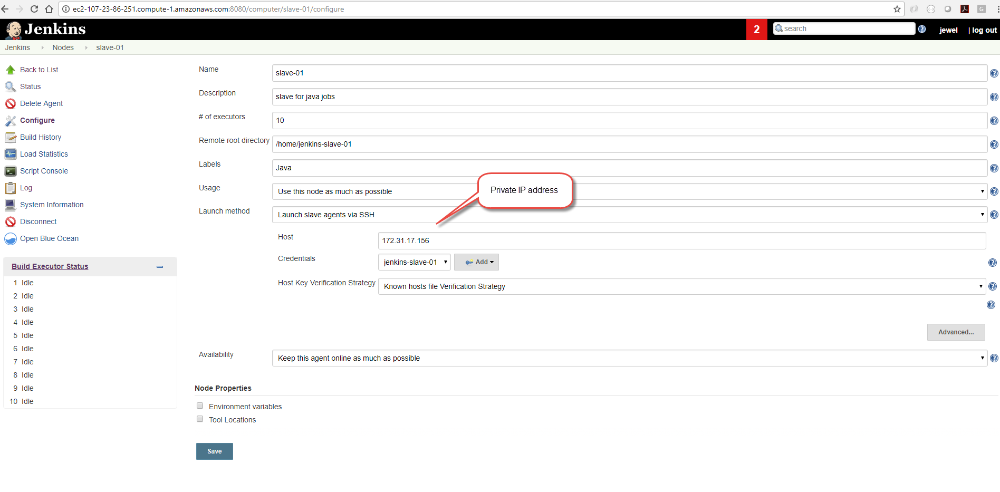 ec2-107-23-86-251.compute-1.amazonaws.com:8080/computer/slave-01/configure
Jenkins
2
search
jewel
| log out
Jenkins
Nodes
slave-01
Back to List
Status
Delete Agent
Configure
Build History
Load Statistics
Script Console
Log
System Information
Disconnect
Open Blue Ocean
Build Executor Status
1 Idle
2 Idle
3 Idle
4 Idle
5 Idle
6 Idle
7 Idle
8 Idle
9 Idle
10 Idle
Name
slave-01
Description
slave for java jobs
# of executors
10
Remote root directory
/home/jenkins-slave-01
Labels
Java
Usage
Use this node as much as possible
Private IP address
Launch method
Launch slave agents via SSH
Host
172.31.17.156
Credentials
jenkins-slave-01
Add
Host Key Verification Strategy
Known hosts file Verification Strategy
Advanced...
Availability
Keep this agent online as much as possible
Node Properties
Environment variables
Tool Locations
Save